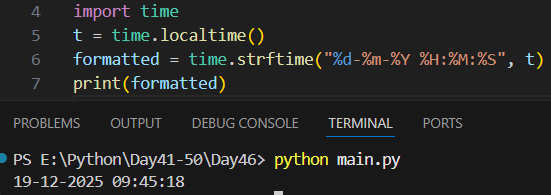 4 import time
5 t = time.localtime()
6 formatted = time.strftime("%d-%m-%Y %H:%M:%S", t)
7 print(formatted)
PROBLEMS OUTPUT DEBUG CONSOLE TERMINAL PORTS
PS E:\Python\Day41-50\Day46> python main.py
19-12-2025 09:45:18